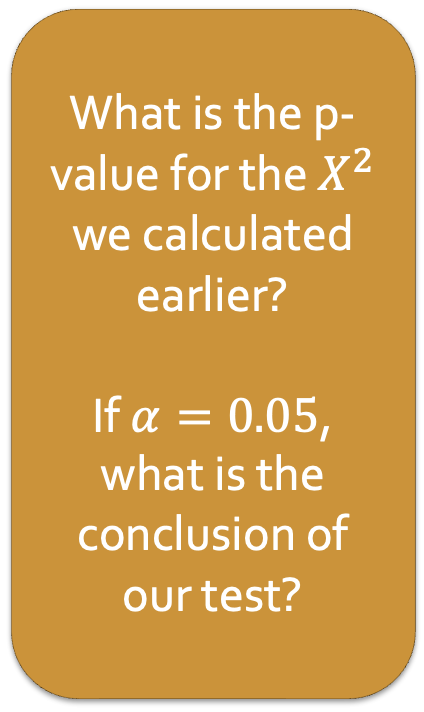 What is the p-
value for the X²
we calculated
earlier?
If α = 0.05,
what is the
conclusion of
our test?